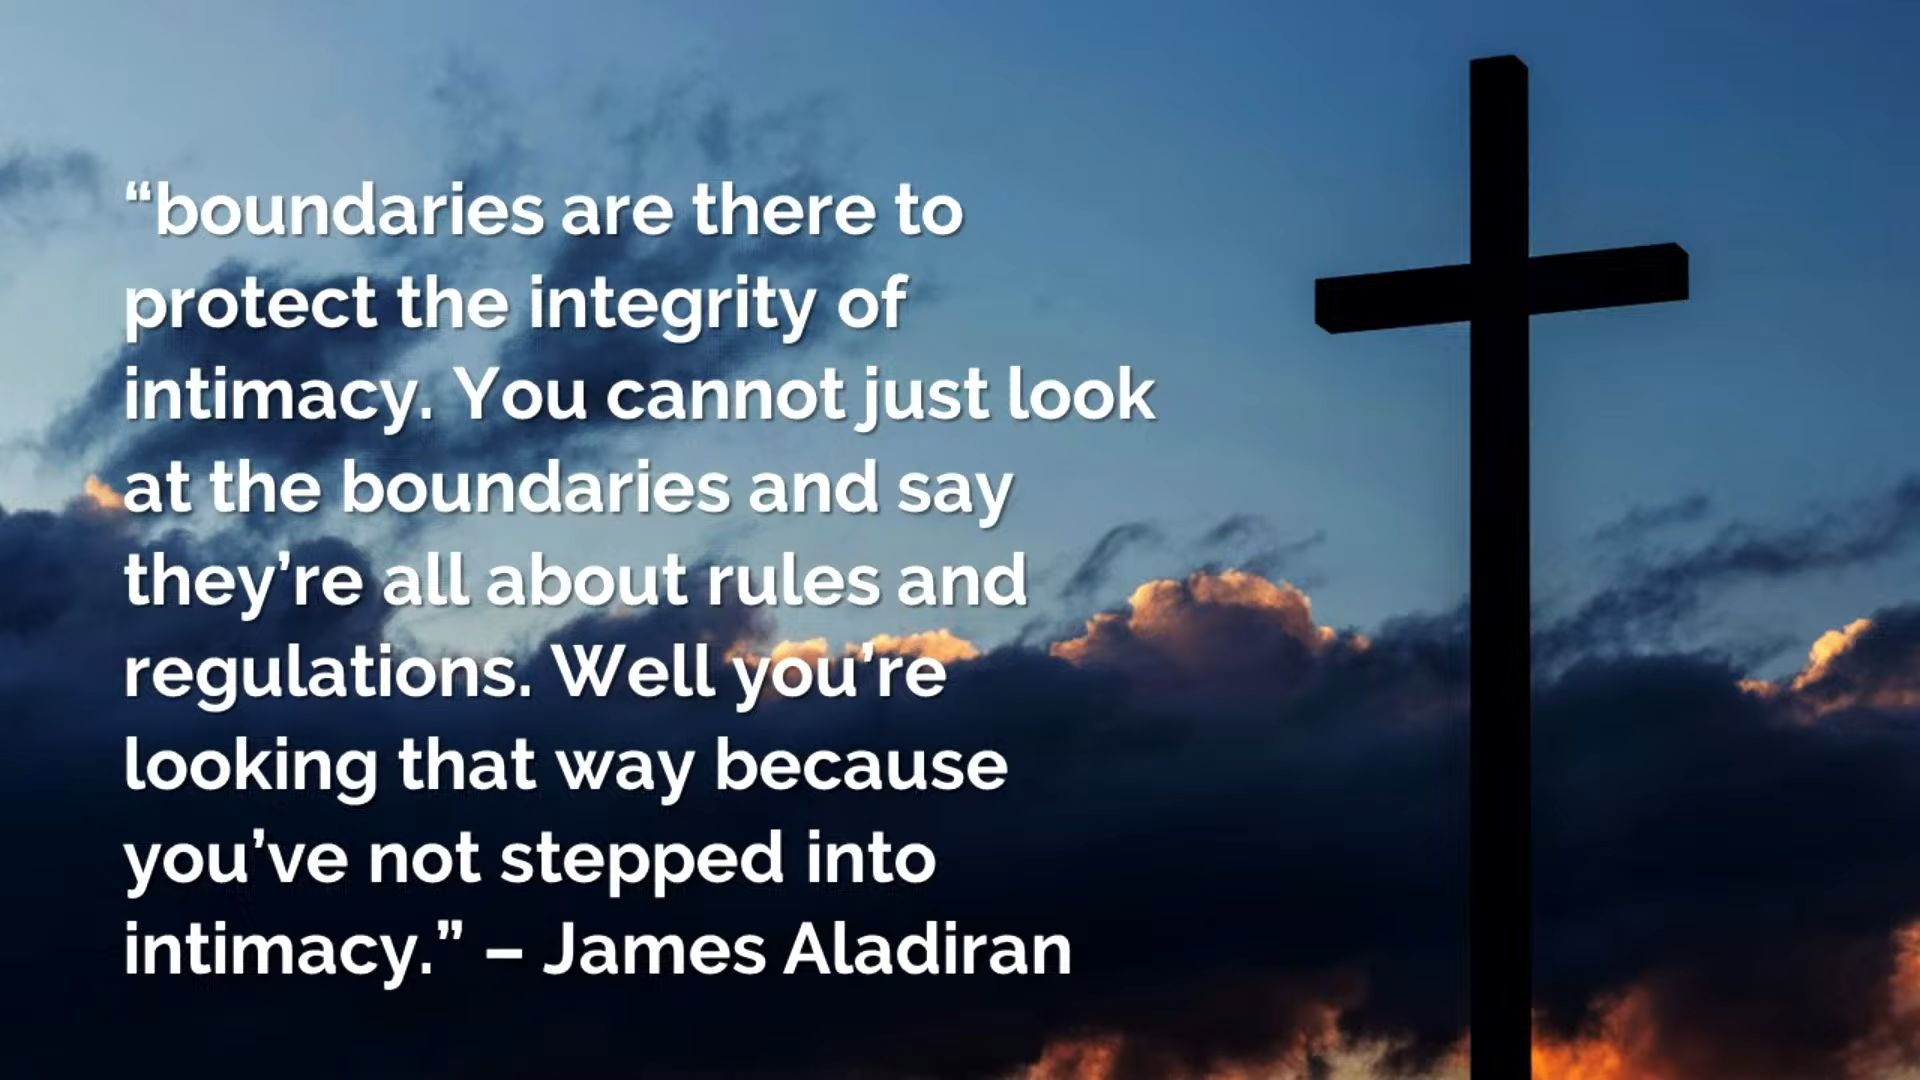 “boundaries are there to
protect the integrity of
intimacy. You cannot just look
at the boundaries and say
they’re all about rules and
regulations. Well you’re
looking that way because
you’ve not stepped into
intimacy.” – James Aladiran